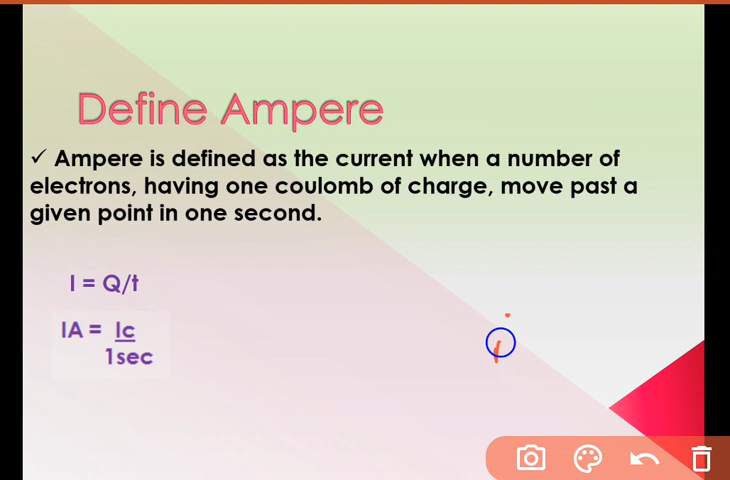 Define Ampere
✓ Ampere is defined as the current when a number of
electrons, having one coulomb of charge, move past a
given point in one second.
I = Q/t
IA = Ic
1sec